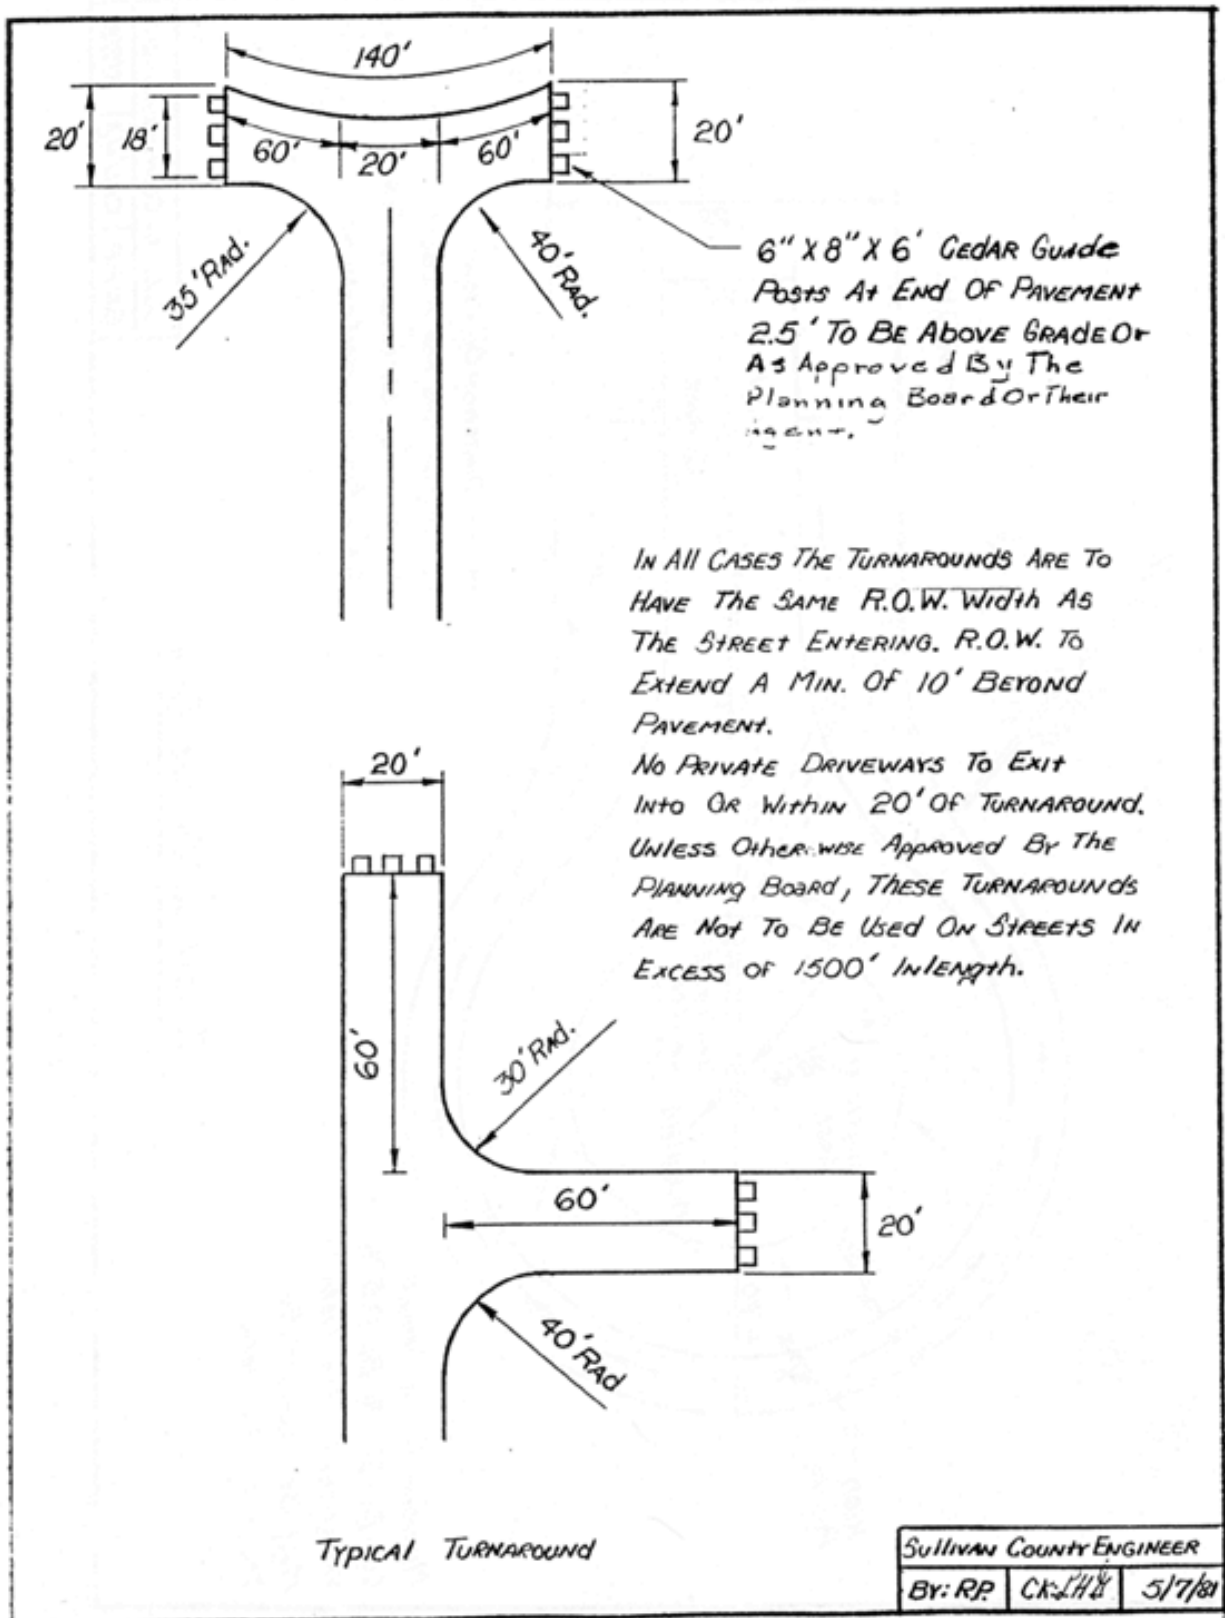 140'
20'
18'
60'
20'
60'
20'
35' RAD.
40' RAD.
6" X 8" X 6' CEDAR GUIDE
POSTS AT END OF PAVEMENT
2.5' TO BE ABOVE GRADE Or
As Approved By The
Planning Board Or Their
Agent.
IN All CASES THE TURNAROUNDS ARE TO
HAVE THE SAME R.O.W. Width AS
THE STREET ENTERING. R.O.W. TO
EXTEND A MIN. OF 10' BEYOND
PAVEMENT.
NO PRIVATE DRIVEWAYS TO EXIT
INTO OR WITHIN 20' OF TURNAROUND.
UNLESS OTHERWISE APPROVED BY THE
PLANNING BOARD, THESE TURNAROUNDS
ARE NOT TO BE USED ON STREETS IN
EXCESS OF 1500' IN LENGTH.
20'
60'
30' RAD.
60'
20'
40' RAD
TYPICAL TURNAROUND
SULLIVAN COUNTY ENGINEER
BY: R.P. CK: 5/7/81